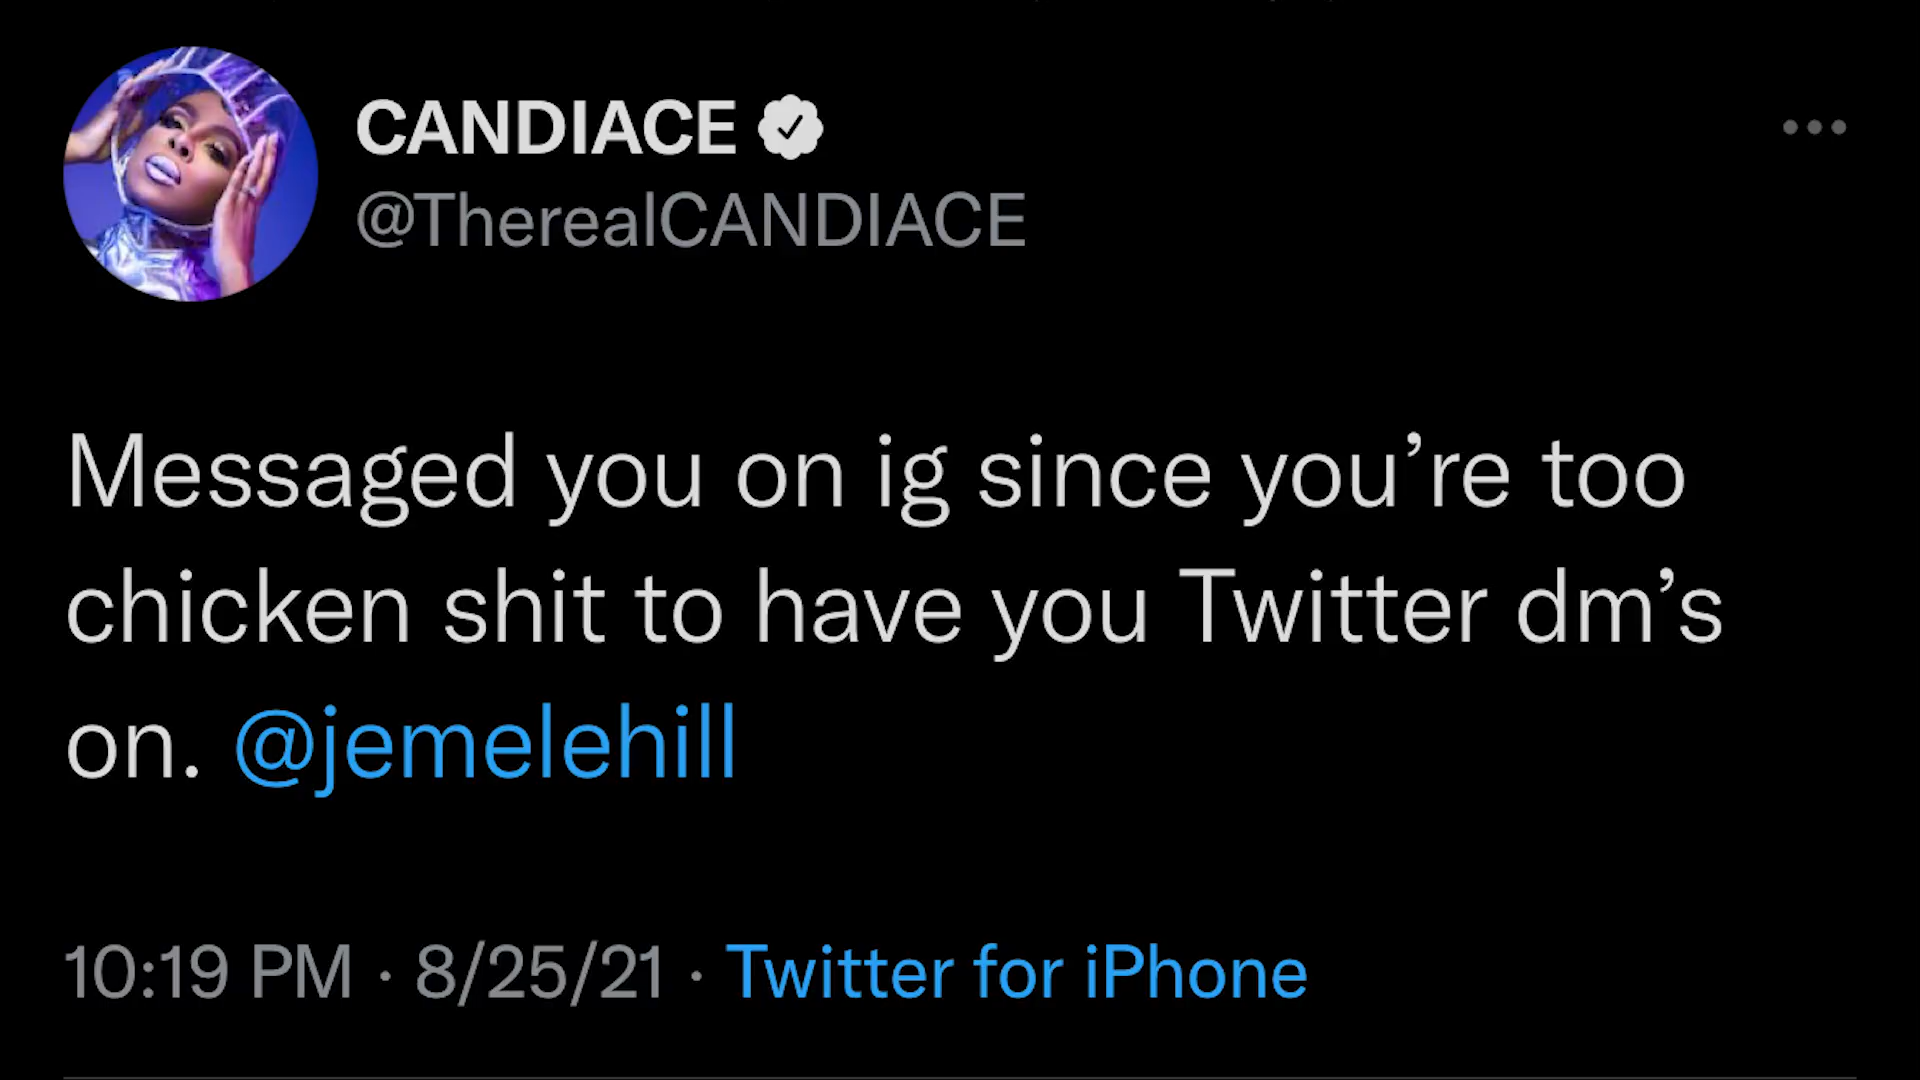 CANDIACE
@TherealCANDIACE
Messaged you on ig since you’re too
chicken shit to have you Twitter dm’s
on. @jemelehill
10:19 PM · 8/25/21 · Twitter for iPhone